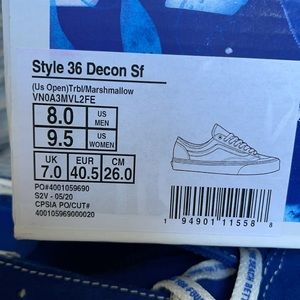 Style 36 Decon Sf
(Us Open)Trbl/Marshmallow
VN0A3MVL2FE
8.0 US MEN
9.5 US WOMEN
UK EUR CM
7.0 40.5 26.0
PO#4001059690
S2V - 05/20
CPSIA PO/CUT#
400105969000020
1 94901 11558 8